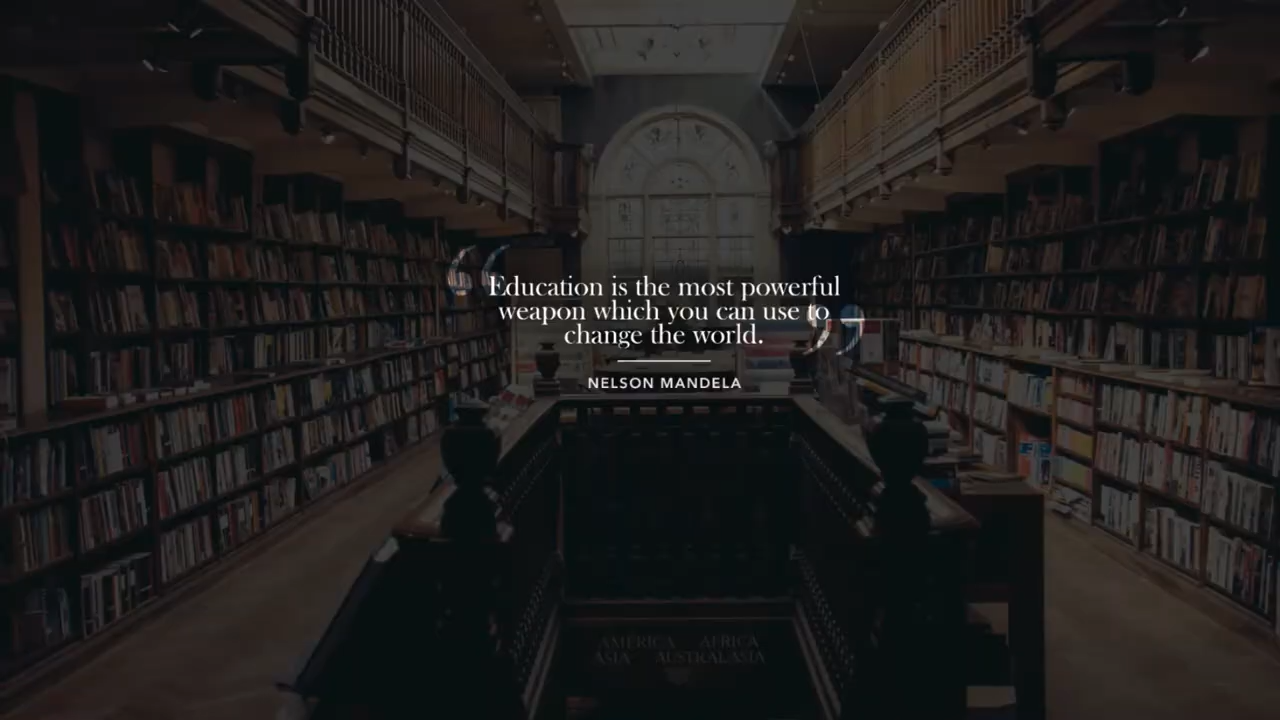 “Education is the most powerful
weapon which you can use to
change the world.”
NELSON MANDELA
AMERICA AFRICA
ASIA AUSTRALASIA